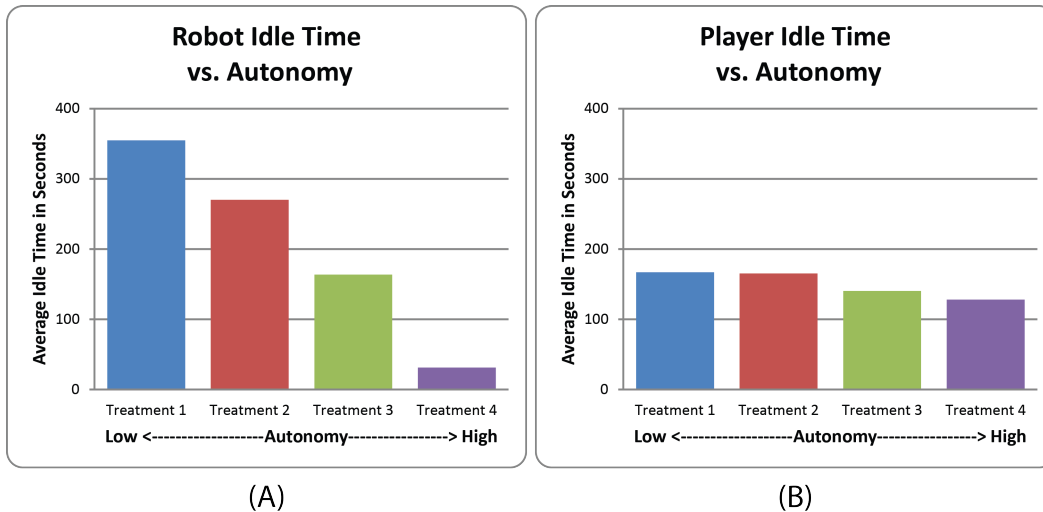 Robot Idle Time
vs. Autonomy
Average Idle Time in Seconds
400
300
200
100
0
Treatment 1 Treatment 2 Treatment 3 Treatment 4
Low <-------------------Autonomy-----------------> High
(A)
Player Idle Time
vs. Autonomy
Average Idle Time in Seconds
400
300
200
100
0
Treatment 1 Treatment 2 Treatment 3 Treatment 4
Low <-------------------Autonomy-----------------> High
(B)